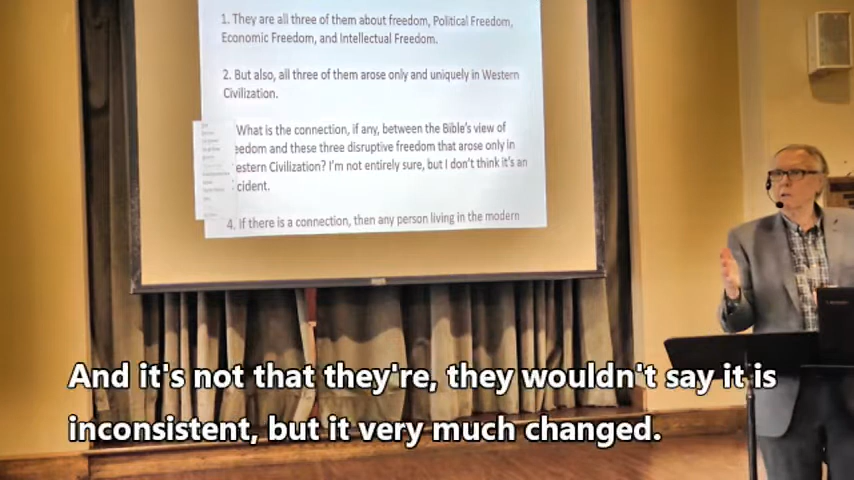 1. They are all three of them about freedom, Political Freedom,
Economic Freedom, and Intellectual Freedom.
2. But also, all three of them arose only and uniquely in Western
Civilization.
What is the connection, if any, between the Bible's view of
eedom and these three disruptive freedom that arose only in
estern Civilization? I'm not entirely sure, but I don't think it's an
cident.
4. If there is a connection, then any person living in the modern
And it's not that they're, they wouldn't say it is
inconsistent, but it very much changed.